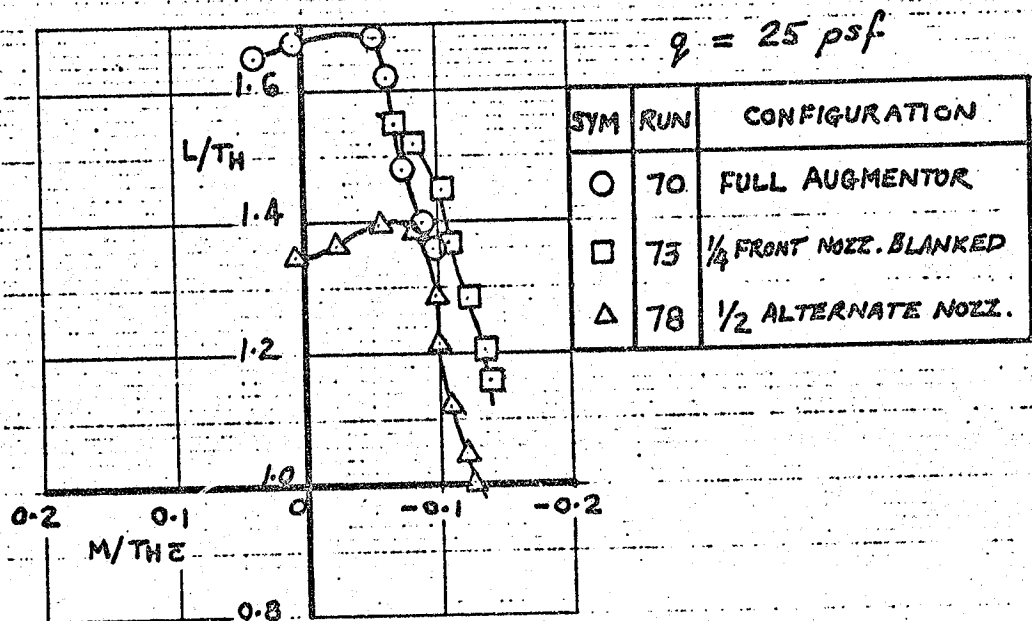 q = 25 psf
SYM RUN CONFIGURATION
70 FULL AUGMENTOR
73 1/4 FRONT NOZZ. BLANKED
78 1/2 ALTERNATE NOZZ.
1.6
L/TH
1.4
1.2
1.0
0.2 0.1 0 -0.1 -0.2
M/TH c̄
0.8